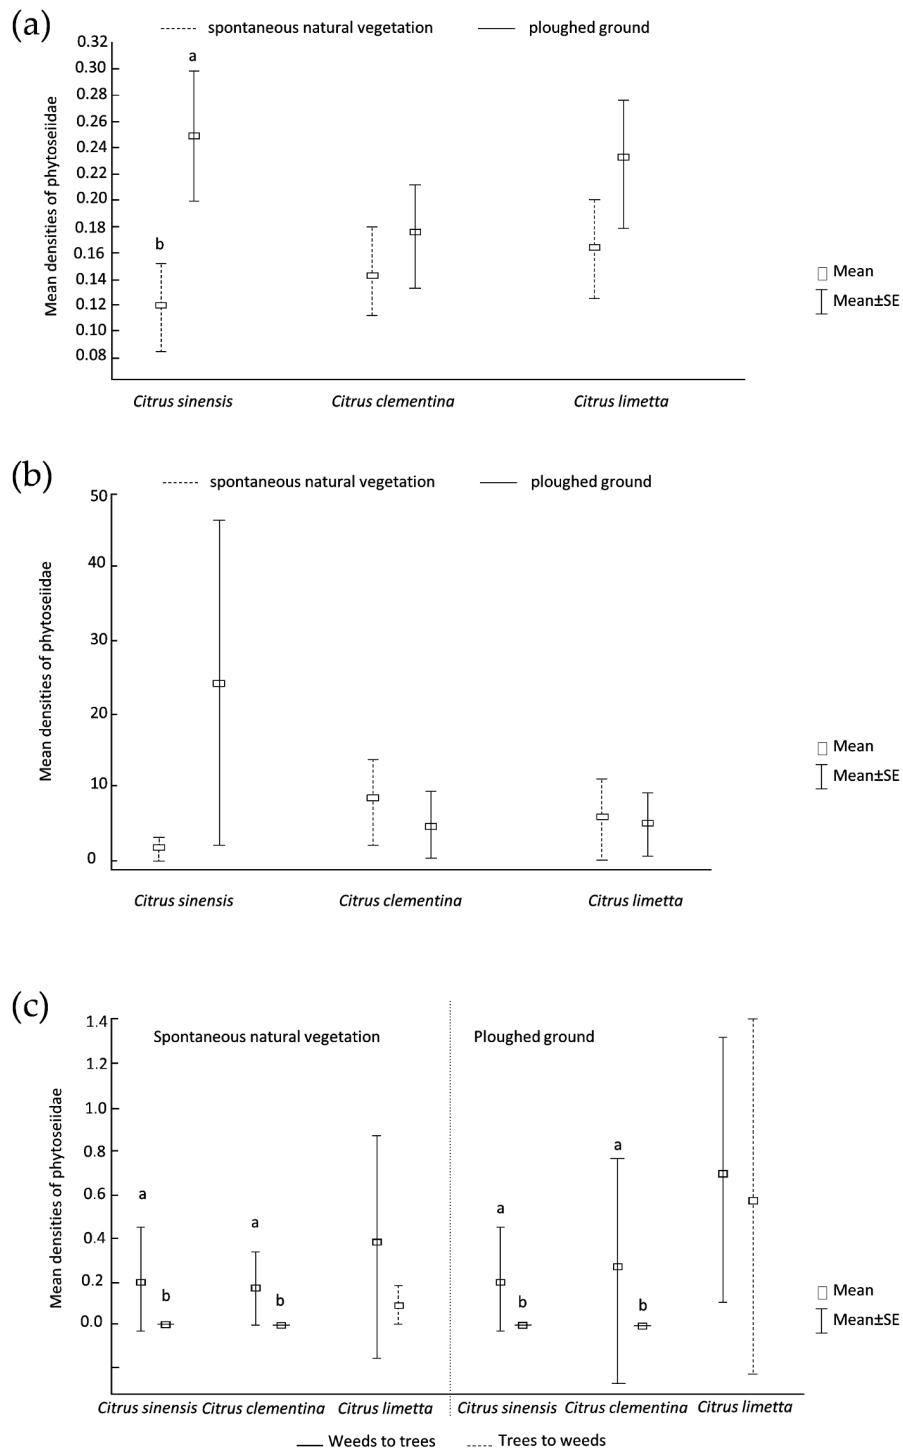 (a)
spontaneous natural vegetation ploughed ground
0.32
0.30
0.28
0.26
0.24
0.22
0.20
0.18
0.16
0.14
0.12
0.10
0.08
Mean densities of phytoseiidae
a
b
Mean
Mean±SE
Citrus sinensis Citrus clementina Citrus limetta
(b)
spontaneous natural vegetation ploughed ground
50
40
30
20
10
0
Mean densities of phytoseiidae
Mean
Mean±SE
Citrus sinensis Citrus clementina Citrus limetta
(c)
1.4
1.2
1.0
0.8
0.6
0.4
0.2
0.0
Mean densities of phytoseiidae
Spontaneous natural vegetation Ploughed ground
a
b
a
b
a
b
a
b
Mean
Mean±SE
Citrus sinensis Citrus clementina Citrus limetta Citrus sinensis Citrus clementina Citrus limetta
Weeds to trees Trees to weeds